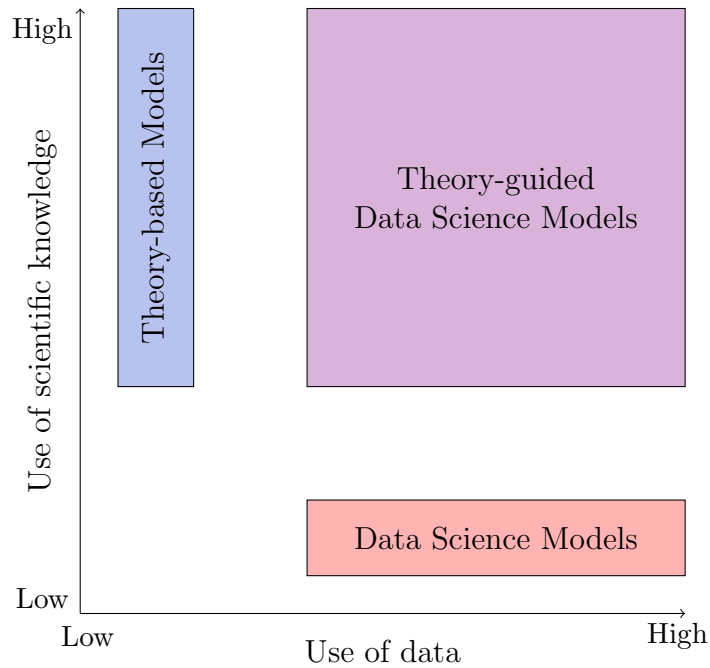 High
Theory-based Models
Theory-guided
Data Science Models
Use of scientific knowledge
Data Science Models
Low
Low
High
Use of data